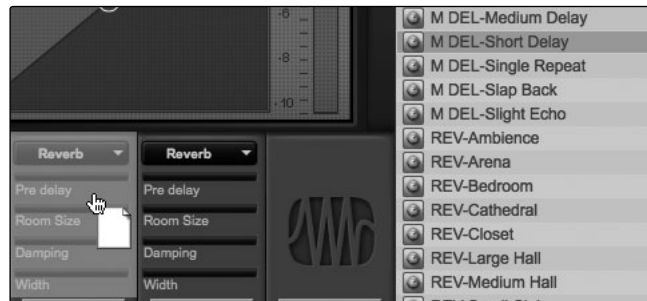 -6
-8
-10
Reverb
Pre delay
Room Size
Damping
Width
Reverb
Pre delay
Room Size
Damping
Width
M DEL-Medium Delay
M DEL-Short Delay
M DEL-Single Repeat
M DEL-Slap Back
M DEL-Slight Echo
REV-Ambience
REV-Arena
REV-Bedroom
REV-Cathedral
REV-Closet
REV-Large Hall
REV-Medium Hall